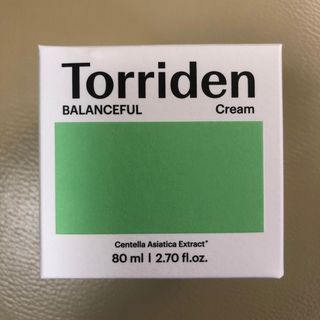 Torriden
BALANCEFUL Cream
Centella Asiatica Extract*
80 ml | 2.70 fl.oz.